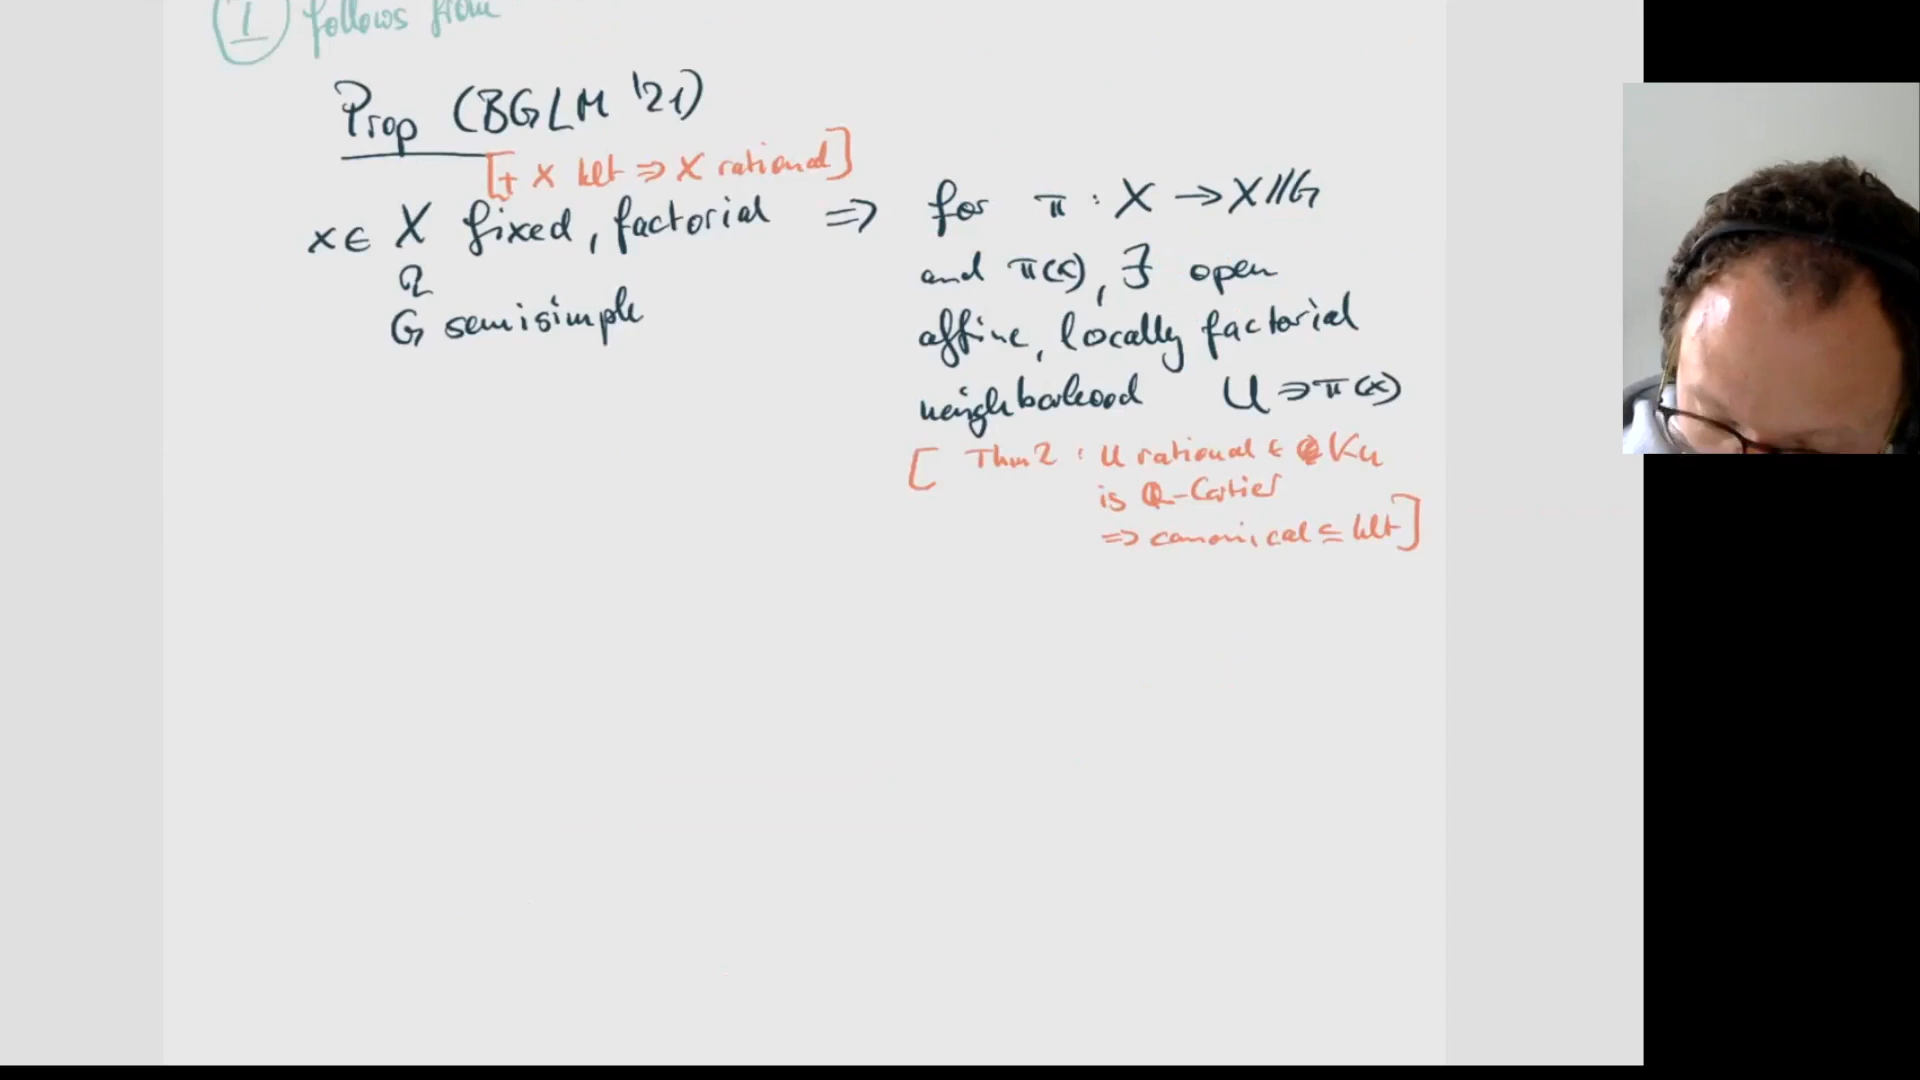 ① follows from
Prop (BGLM '21)
[+ X klt ⇒ X rational]
x ∈ X fixed, factorial ⇒ for π : X → X//G
G semisimple
and π(x), ∃ open
affine, locally factorial
neighborhood U ∋ π(x)
[Thm 2 : U rational & K_U
is Q-Cartier
⇒ canonical ⊆ klt]